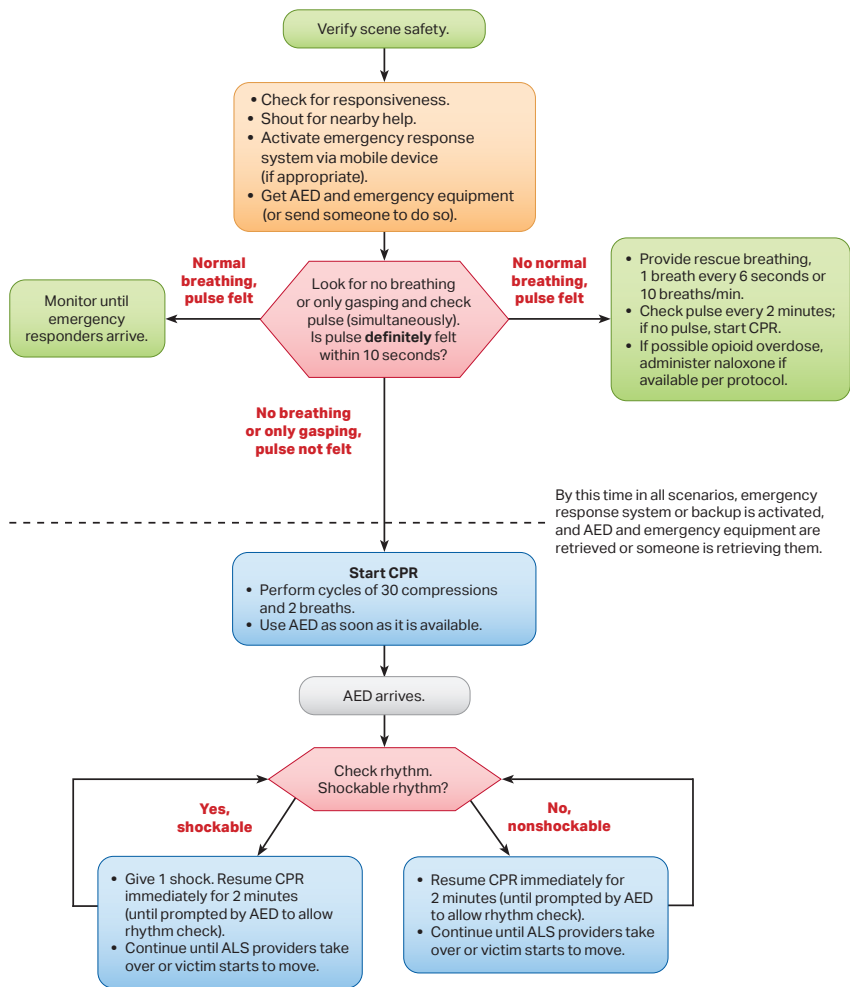 Verify scene safety.
• Check for responsiveness.
• Shout for nearby help.
• Activate emergency response
system via mobile device
(if appropriate).
• Get AED and emergency equipment
(or send someone to do so).
Normal
breathing,
pulse felt
No normal
breathing,
pulse felt
Monitor until
emergency
responders arrive.
Look for no breathing
or only gasping and check
pulse (simultaneously).
Is pulse definitely felt
within 10 seconds?
• Provide rescue breathing,
1 breath every 6 seconds or
10 breaths/min.
• Check pulse every 2 minutes;
if no pulse, start CPR.
• If possible opioid overdose,
administer naloxone if
available per protocol.
No breathing
or only gasping,
pulse not felt
By this time in all scenarios, emergency
response system or backup is activated,
and AED and emergency equipment are
retrieved or someone is retrieving them.
Start CPR
• Perform cycles of 30 compressions
and 2 breaths.
• Use AED as soon as it is available.
AED arrives.
Check rhythm.
Shockable rhythm?
Yes,
shockable
No,
nonshockable
• Give 1 shock. Resume CPR
immediately for 2 minutes
(until prompted by AED to allow
rhythm check).
• Continue until ALS providers take
over or victim starts to move.
• Resume CPR immediately for
2 minutes (until prompted by AED
to allow rhythm check).
• Continue until ALS providers take
over or victim starts to move.